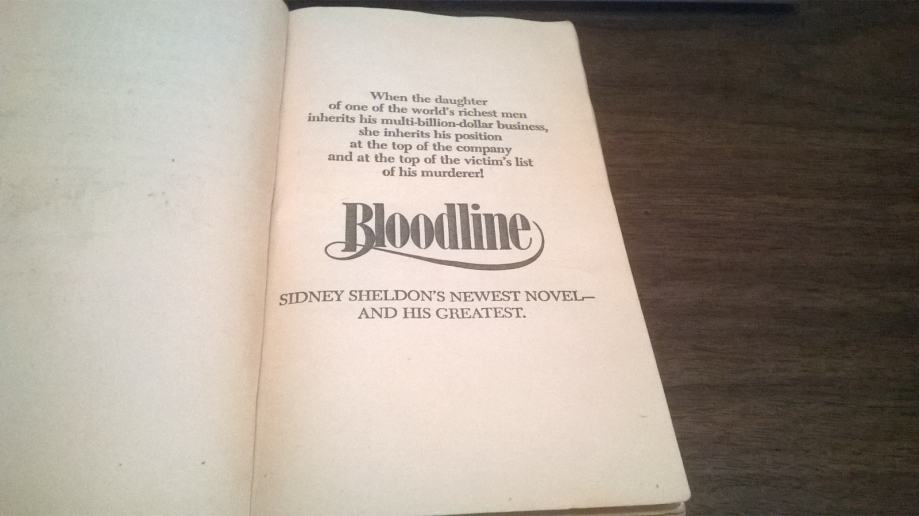 When the daughter
of one of the world's richest men
inherits his multi-billion-dollar business,
she inherits his position
at the top of the company
and at the top of the victim's list
of his murderer!
Bloodline
SIDNEY SHELDON'S NEWEST NOVEL—
AND HIS GREATEST.